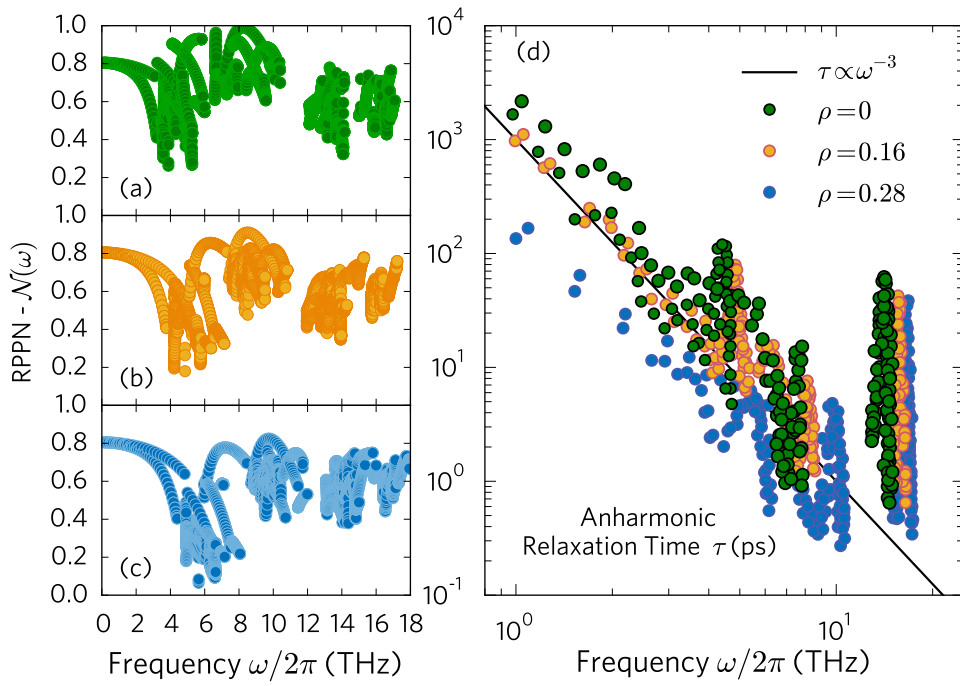 1.0
0.8
0.6
0.4
0.2
(a)
1.0
0.8
0.6
0.4
0.2
(b)
1.0
0.8
0.6
0.4
0.2
0.0
(c)
0 2 4 6 8 10 12 14 16 18
RPPN - 𝒩(ω)
Frequency ω/2π (THz)
10⁴
10³
10²
10¹
10⁰
10⁻¹
(d)
τ∝ω⁻³
ρ=0
ρ=0.16
ρ=0.28
Anharmonic
Relaxation Time τ (ps)
10⁰ 10¹
Frequency ω/2π (THz)